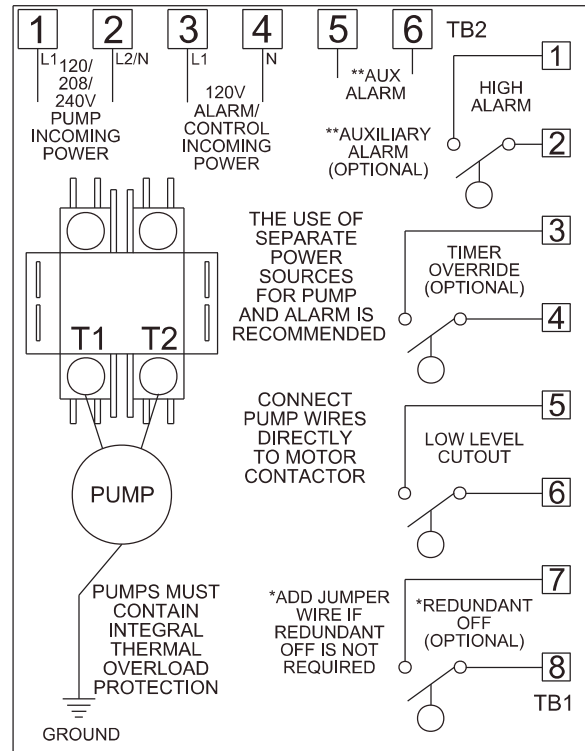 1
2
3
4
5
6
TB2
L1
L2/N
L1
N
120/
208/
240V
PUMP
INCOMING
POWER
120V
ALARM/
CONTROL
INCOMING
POWER
**AUX
ALARM
**AUXILIARY
ALARM
(OPTIONAL)
1
HIGH
ALARM
2
THE USE OF
SEPARATE
POWER
SOURCES
FOR PUMP
AND ALARM IS
RECOMMENDED
3
TIMER
OVERRIDE
(OPTIONAL)
4
T1
T2
CONNECT
PUMP WIRES
DIRECTLY
TO MOTOR
CONTACTOR
5
LOW LEVEL
CUTOUT
6
PUMP
PUMPS MUST
CONTAIN
INTEGRAL
THERMAL
OVERLOAD
PROTECTION
GROUND
*ADD JUMPER
WIRE IF
REDUNDANT
OFF IS NOT
REQUIRED
7
*REDUNDANT
OFF
(OPTIONAL)
8
TB1